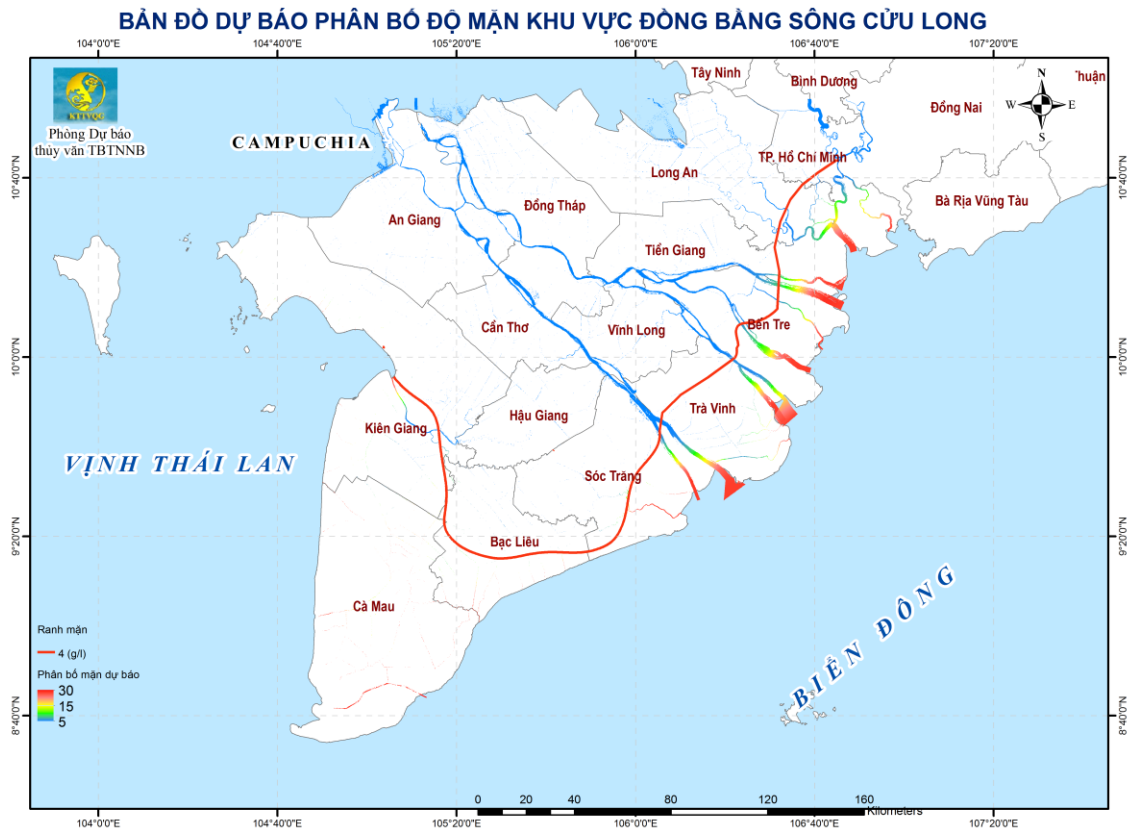 BẢN ĐỒ DỰ BÁO PHÂN BỐ ĐỘ MẶN KHU VỰC ĐỒNG BẰNG SÔNG CỬU LONG
104°0'0"E
104°40'0"E
105°20'0"E
106°0'0"E
106°40'0"E
107°20'0"E
KTTVQG
Phòng Dự báo
thủy văn TBTNNB
CAMPUCHIA
Tây Ninh
Bình Dương
Thuận
Đồng Nai
N
W
E
S
TP. Hồ Chí Minh
Long An
Bà Rịa Vũng Tàu
10°40'0"N
10°40'0"N
Đồng Tháp
An Giang
Tiền Giang
Cần Thơ
Vĩnh Long
Bến Tre
10°0'0"N
10°0'0"N
Hậu Giang
Trà Vinh
Kiên Giang
VỊNH THÁI LAN
Sóc Trăng
9°20'0"N
9°20'0"N
Bạc Liêu
Cà Mau
BIỂN ĐÔNG
Ranh mặn
4 (g/l)
Phân bố mặn dự báo
30
15
5
8°40'0"N
8°40'0"N
0
20
40
80
120
160
Kilometers
104°0'0"E
104°40'0"E
105°20'0"E
106°0'0"E
106°40'0"E
107°20'0"E